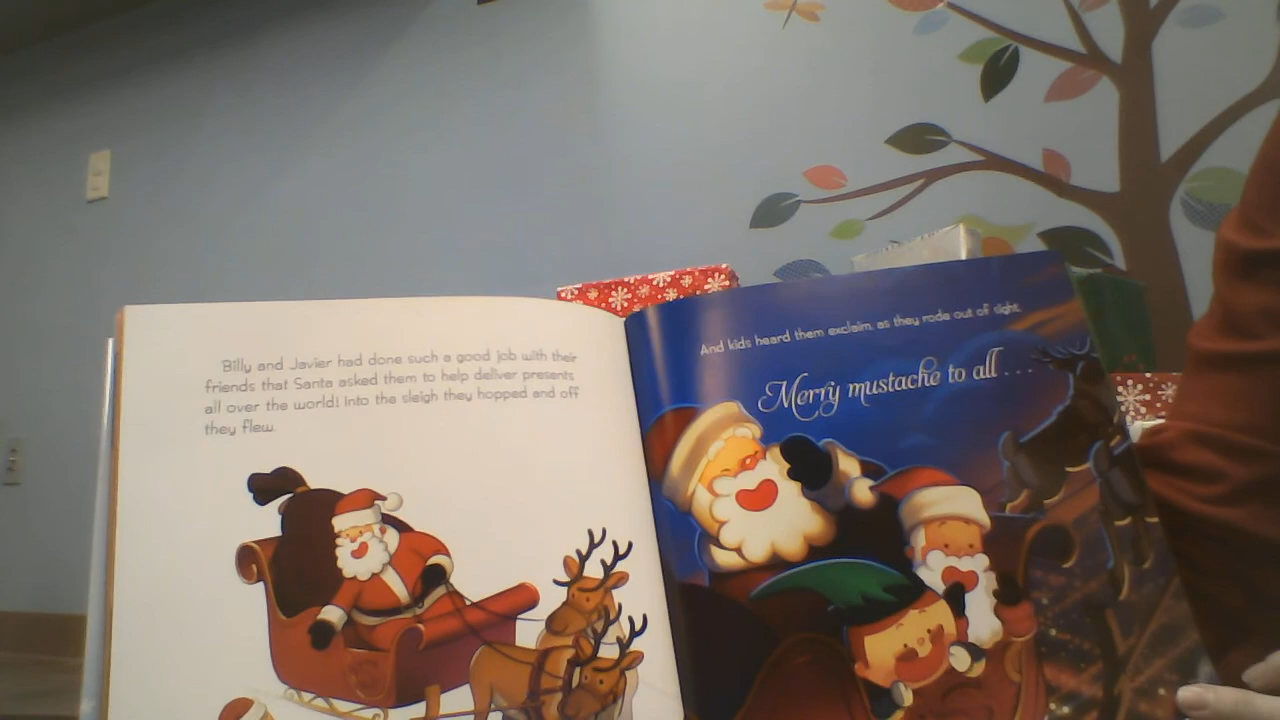 Billy and Javier had done such a good job with their
friends that Santa asked them to help deliver presents
all over the world! Into the sleigh they hopped and off
they flew.
And kids heard them exclaim, as they rode out of sight,
Merry mustache to all . . .